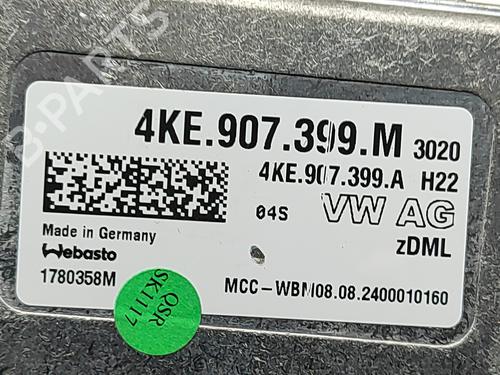 B-PARTS
4KE.907.399.M 3020
4KE.907.399.A H22
04S VW AG
Made in Germany
zDML
Webasto
1780358M
MCC-WBM08.08.2400010160
QSR
SK1117